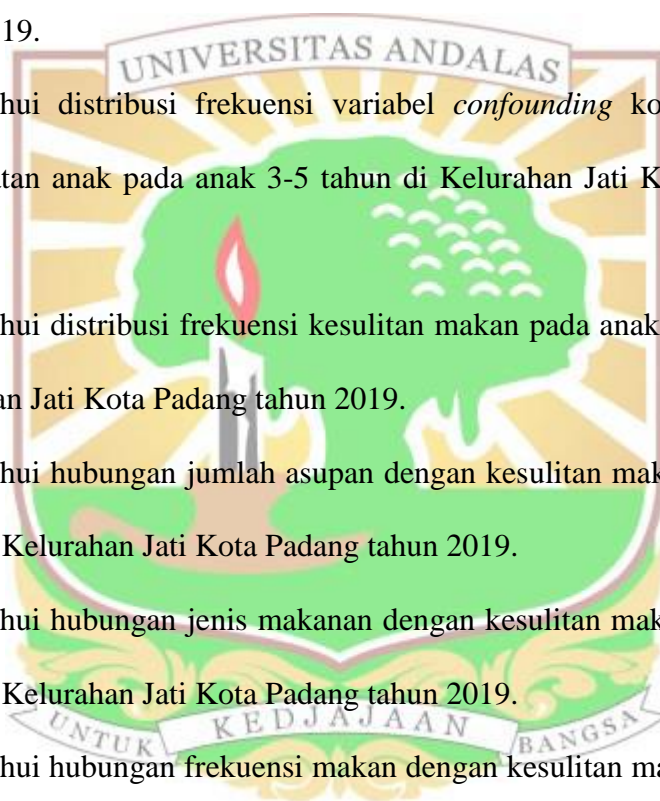 19.
UNIVERSITAS ANDALAS
hui distribusi frekuensi variabel confounding ko
tan anak pada anak 3-5 tahun di Kelurahan Jati K
hui distribusi frekuensi kesulitan makan pada anak
an Jati Kota Padang tahun 2019.
hui hubungan jumlah asupan dengan kesulitan mak
Kelurahan Jati Kota Padang tahun 2019.
hui hubungan jenis makanan dengan kesulitan mak
Kelurahan Jati Kota Padang tahun 2019.
UNTUK KEDJAJAAN BANGSA
hui hubungan frekuensi makan dengan kesulitan ma